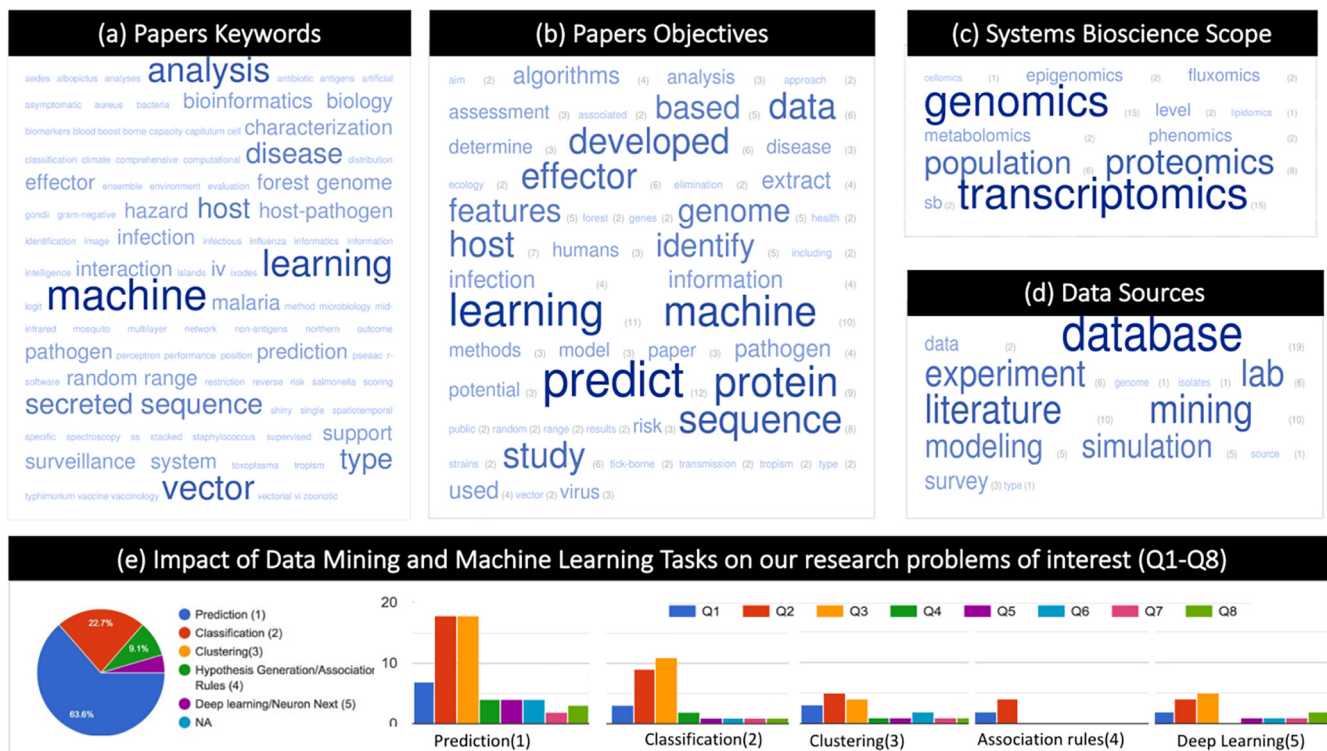 (a) Papers Keywords
aedes albopictus analyses analysis antibiotic antigens artificial
asymptomatic aureus bacteria bioinformatics biology
biomarkers blood boost borne capacity capitulum cell characterization
classification climate comprehensive computational disease distribution
effector ensemble environment evaluation forest genome
gondii gram-negative hazard host host-pathogen
identification image infection infectious influenza informatics information
intelligence interaction islands iv ixodes learning
logit machine malaria method microbiology mid-
infrared mosquito multilayer network non-antigens northern outcome
pathogen perceptron performance position prediction pseaac r-
software random range restriction reverse risk salmonella scoring
secreted sequence shiny single spatiotemporal
specific spectroscopy ss stacked staphylococcus supervised support
surveillance system toxoplasma tropism type
typhimurium vaccine vaccinology vector vectorial vi zoonotic
(b) Papers Objectives
aim (2) algorithms (4) analysis (3) approach (2)
assessment (3) associated (2) based (5) data (6)
determine (3) developed (6) disease (3)
ecology (2) effector (6) elimination (2) extract (4)
features (5) forest (2) genes (2) genome (5) health (2)
host (7) humans (3) identify (5) including (2)
infection (4) information (4)
learning (11) machine (10)
methods (3) model (3) paper (3) pathogen (4)
potential (3) predict (12) protein (9)
public (2) random (2) range (2) results (2) risk (3) sequence (8)
strains (2) study (6) tick-borne (2) transmission (2) tropism (2) type (2)
used (4) vector (2) virus (3)
(c) Systems Bioscience Scope
cellomics (1) epigenomics (2) fluxomics (2)
genomics (15) level (2) lipidomics (1)
metabolomics (2) phenomics (2)
population (6) proteomics (8)
sb (2) transcriptomics (15)
(d) Data Sources
data (2) database (19)
experiment (6) genome (1) isolates (1) lab (6)
literature (10) mining (10)
modeling (5) simulation (5) source (1)
survey (3) type (1)
(e) Impact of Data Mining and Machine Learning Tasks on our research problems of interest (Q1-Q8)
22.7%
9.1%
63.6%
Prediction (1)
Classification (2)
Clustering(3)
Hypothesis Generation/Association
Rules (4)
Deep learning/Neuron Next (5)
NA
20
10
0
Q1 Q2 Q3 Q4 Q5 Q6 Q7 Q8
Prediction(1) Classification(2) Clustering(3) Association rules(4) Deep Learning(5)